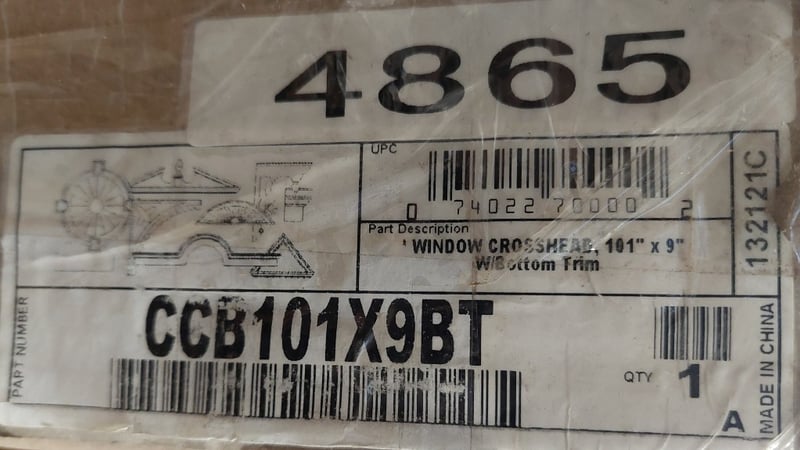 4865
UPC
0 74022 70000 2
Part Description
WINDOW CROSSHEAD, 101" x 9"
W/Bottom Trim
132121C
PART NUMBER
CCB101X9BT
QTY 1
A
MADE IN CHINA